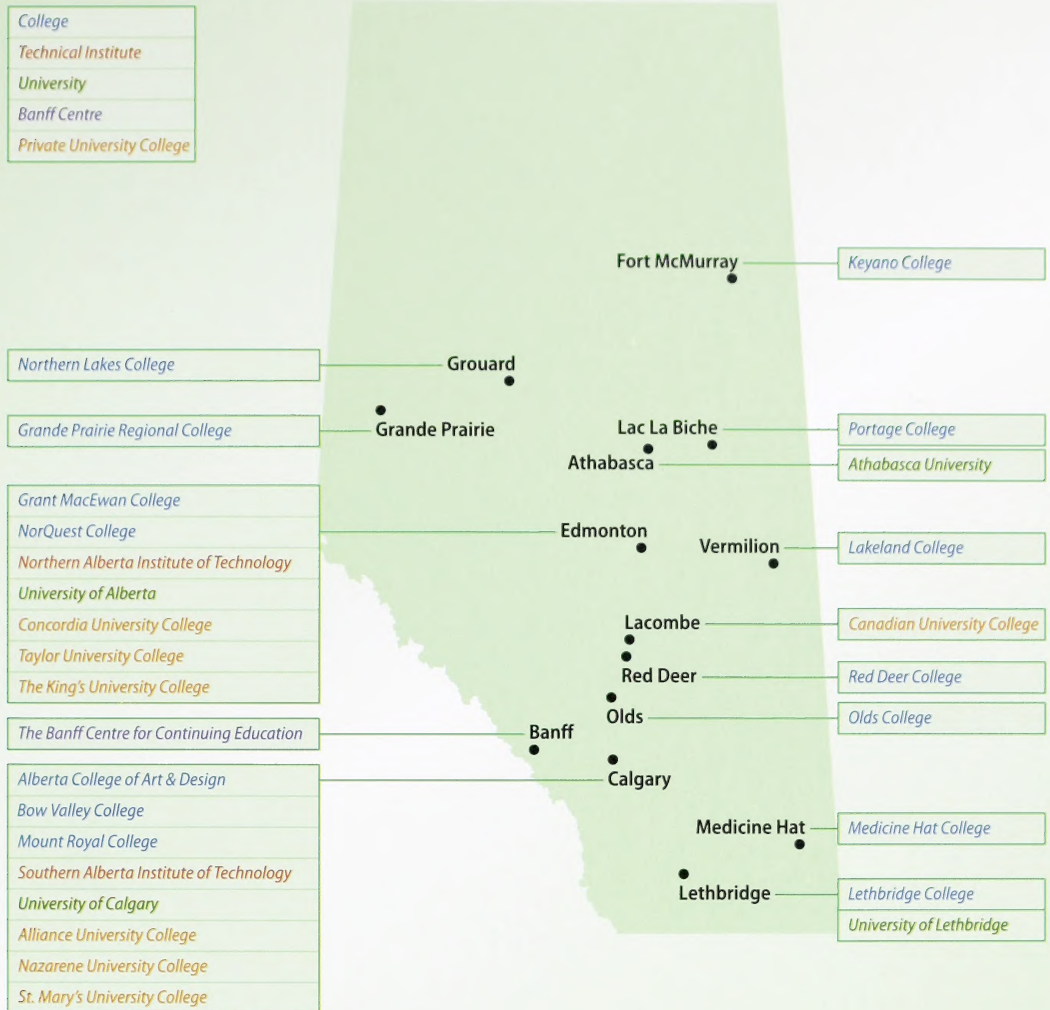 College
Technical Institute
University
Banff Centre
Private University College
Fort McMurray
Keyano College
Northern Lakes College
Grouard
Grande Prairie Regional College
Grande Prairie
Lac La Biche
Portage College
Athabasca
Athabasca University
Grant MacEwan College
NorQuest College
Northern Alberta Institute of Technology
University of Alberta
Concordia University College
Taylor University College
The King's University College
Edmonton
Vermilion
Lakeland College
Lacombe
Canadian University College
Red Deer
Red Deer College
Olds
Olds College
The Banff Centre for Continuing Education
Banff
Alberta College of Art & Design
Bow Valley College
Mount Royal College
Southern Alberta Institute of Technology
University of Calgary
Alliance University College
Nazarene University College
St. Mary's University College
Calgary
Medicine Hat
Medicine Hat College
Lethbridge
Lethbridge College
University of Lethbridge